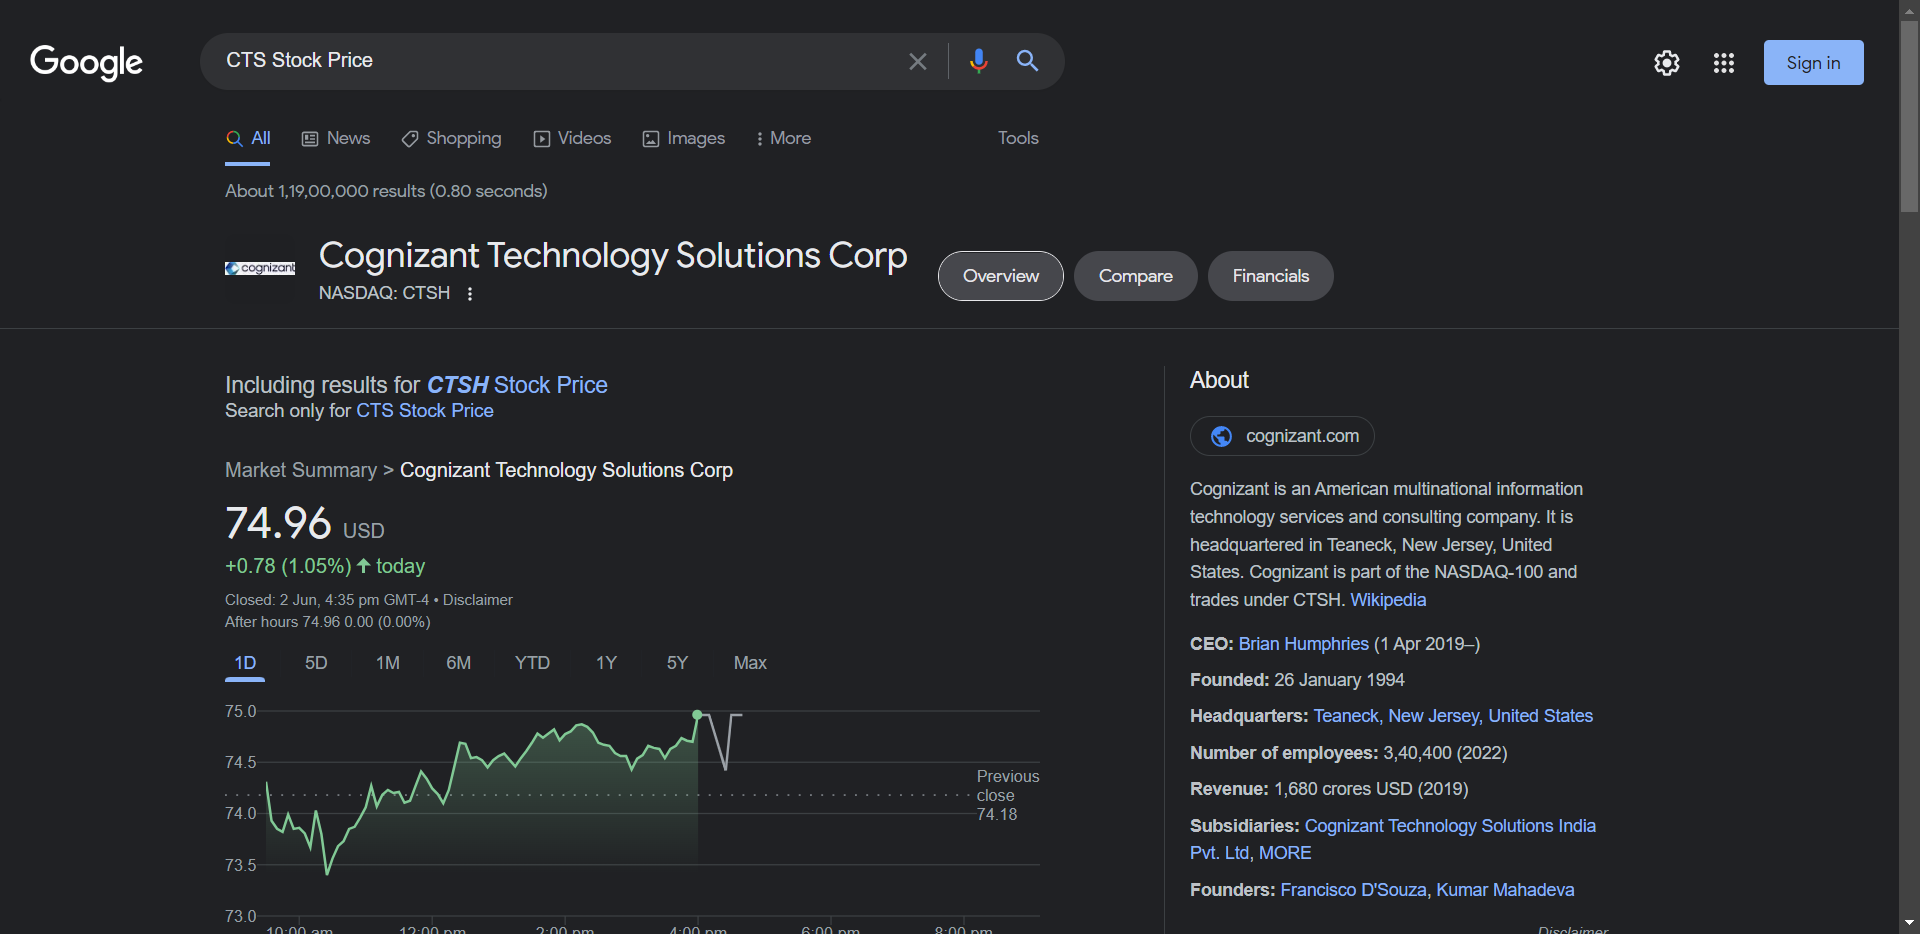 Google
CTS Stock Price
Sign in
All News Shopping Videos Images More Tools
About 1,19,00,000 results (0.80 seconds)
cognizant
Cognizant Technology Solutions Corp
NASDAQ: CTSH
Overview Compare Financials
Including results for CTSH Stock Price
Search only for CTS Stock Price
Market Summary > Cognizant Technology Solutions Corp
74.96 USD
+0.78 (1.05%) today
Closed: 2 Jun, 4:35 pm GMT-4 • Disclaimer
After hours 74.96 0.00 (0.00%)
1D 5D 1M 6M YTD 1Y 5Y Max
75.0
74.5
74.0
73.5
73.0
Previous
close
74.18
10:00 am 12:00 pm 2:00 pm 4:00 pm 6:00 pm 8:00 pm
About
cognizant.com
Cognizant is an American multinational information
technology services and consulting company. It is
headquartered in Teaneck, New Jersey, United
States. Cognizant is part of the NASDAQ-100 and
trades under CTSH. Wikipedia
CEO: Brian Humphries (1 Apr 2019–)
Founded: 26 January 1994
Headquarters: Teaneck, New Jersey, United States
Number of employees: 3,40,400 (2022)
Revenue: 1,680 crores USD (2019)
Subsidiaries: Cognizant Technology Solutions India
Pvt. Ltd, MORE
Founders: Francisco D'Souza, Kumar Mahadeva
Disclaimer